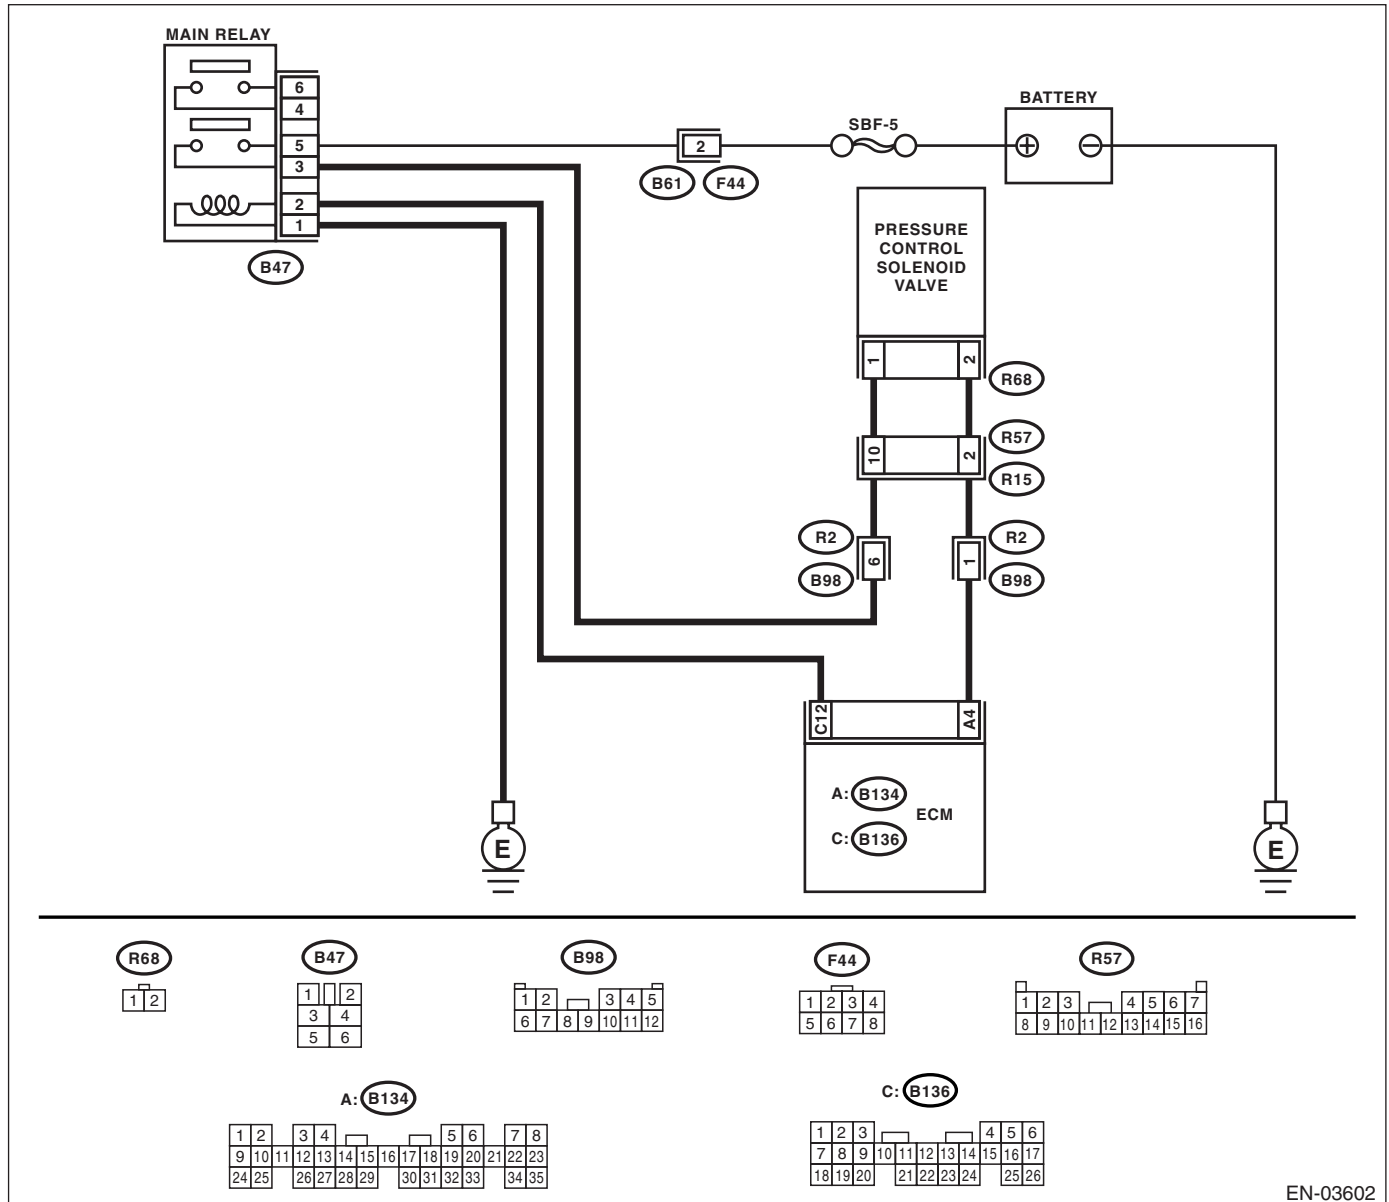 MAIN RELAY
6
4
5
3
2
1
B47
2
B61 F44
SBF-5
BATTERY
+ −
PRESSURE
CONTROL
SOLENOID
VALVE
1 2
R68
10 2
R57
R15
R2 6 1 R2
B98 B98
C12 A4
A: B134
ECM
C: B136
E E
R68
1 2
B47
1 2
3 4
5 6
B98
1 2 3 4 5
6 7 8 9 10 11 12
F44
1 2 3 4
5 6 7 8
R57
1 2 3 4 5 6 7
8 9 10 11 12 13 14 15 16
A: B134
1 2 3 4 5 6 7 8
9 10 11 12 13 14 15 16 17 18 19 20 21 22 23
24 25 26 27 28 29 30 31 32 33 34 35
C: B136
1 2 3 4 5 6
7 8 9 10 11 12 13 14 15 16 17
18 19 20 21 22 23 24 25 26
EN-03602